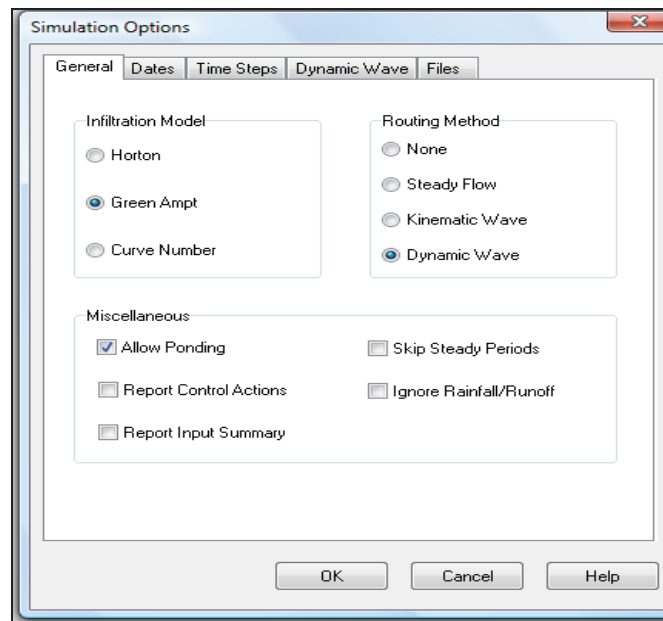 Simulation Options
General Dates Time Steps Dynamic Wave Files
Infiltration Model
Horton
Green Ampt
Curve Number
Routing Method
None
Steady Flow
Kinematic Wave
Dynamic Wave
Miscellaneous
Allow Ponding
Skip Steady Periods
Report Control Actions
Ignore Rainfall/Runoff
Report Input Summary
OK Cancel Help